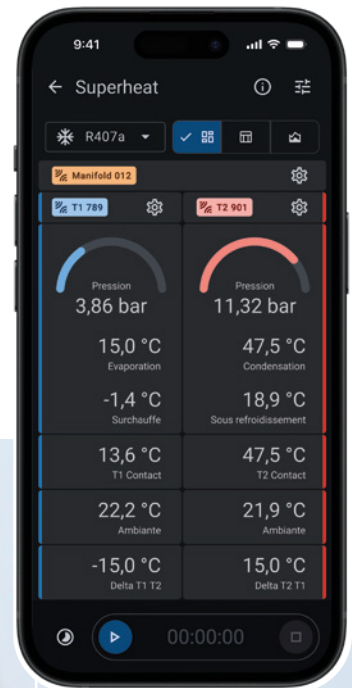 9:41
Superheat
R407a
Manifold 012
T1 789
T2 901
Pression
3,86 bar
Pression
11,32 bar
15,0 °C
Evaporation
47,5 °C
Condensation
-1,4 °C
Surchauffe
18,9 °C
Sous refroidissement
13,6 °C
T1 Contact
47,5 °C
T2 Contact
22,2 °C
Ambiante
21,9 °C
Ambiante
-15,0 °C
Delta T1 T2
15,0 °C
Delta T2 T1
00:00:00